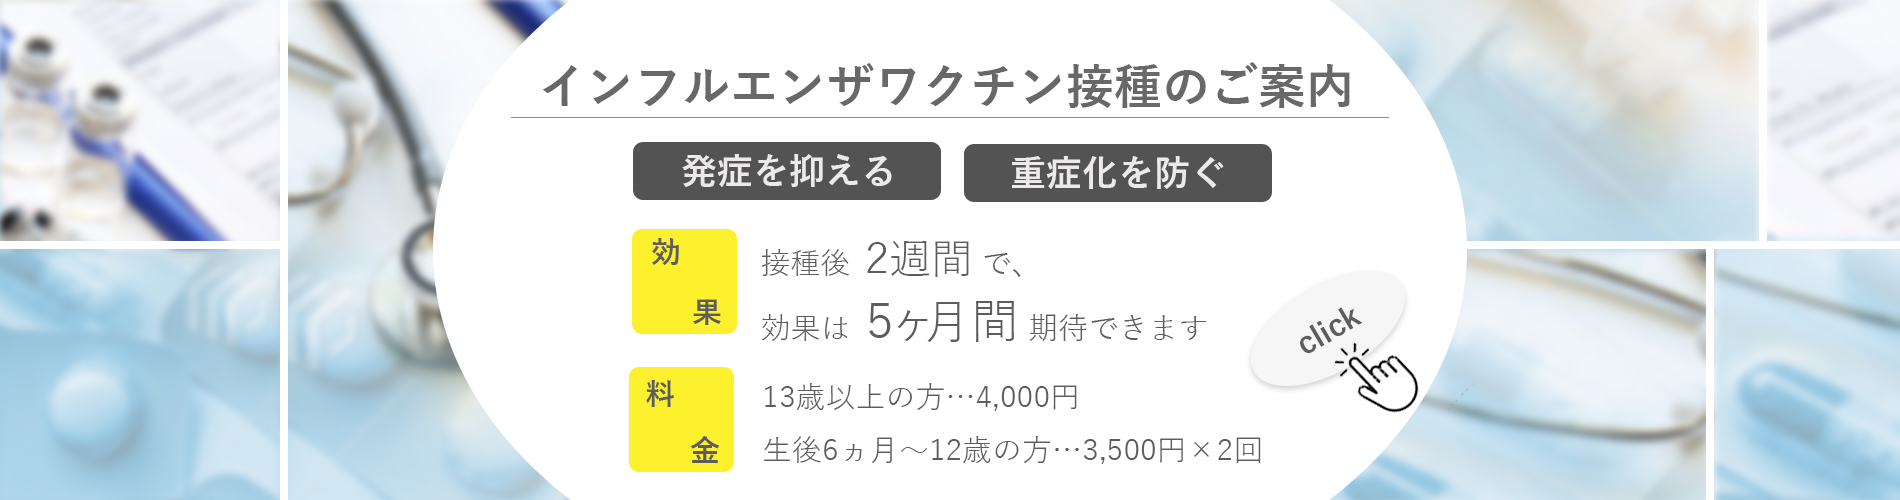 インフルエンザワクチン接種のご案内
発症を抑える 重症化を防ぐ
効果
接種後 2週間 で、
効果は 5ヶ月間 期待できます
click
料金
13歳以上の方…4,000円
生後6ヵ月～12歳の方…3,500円×2回